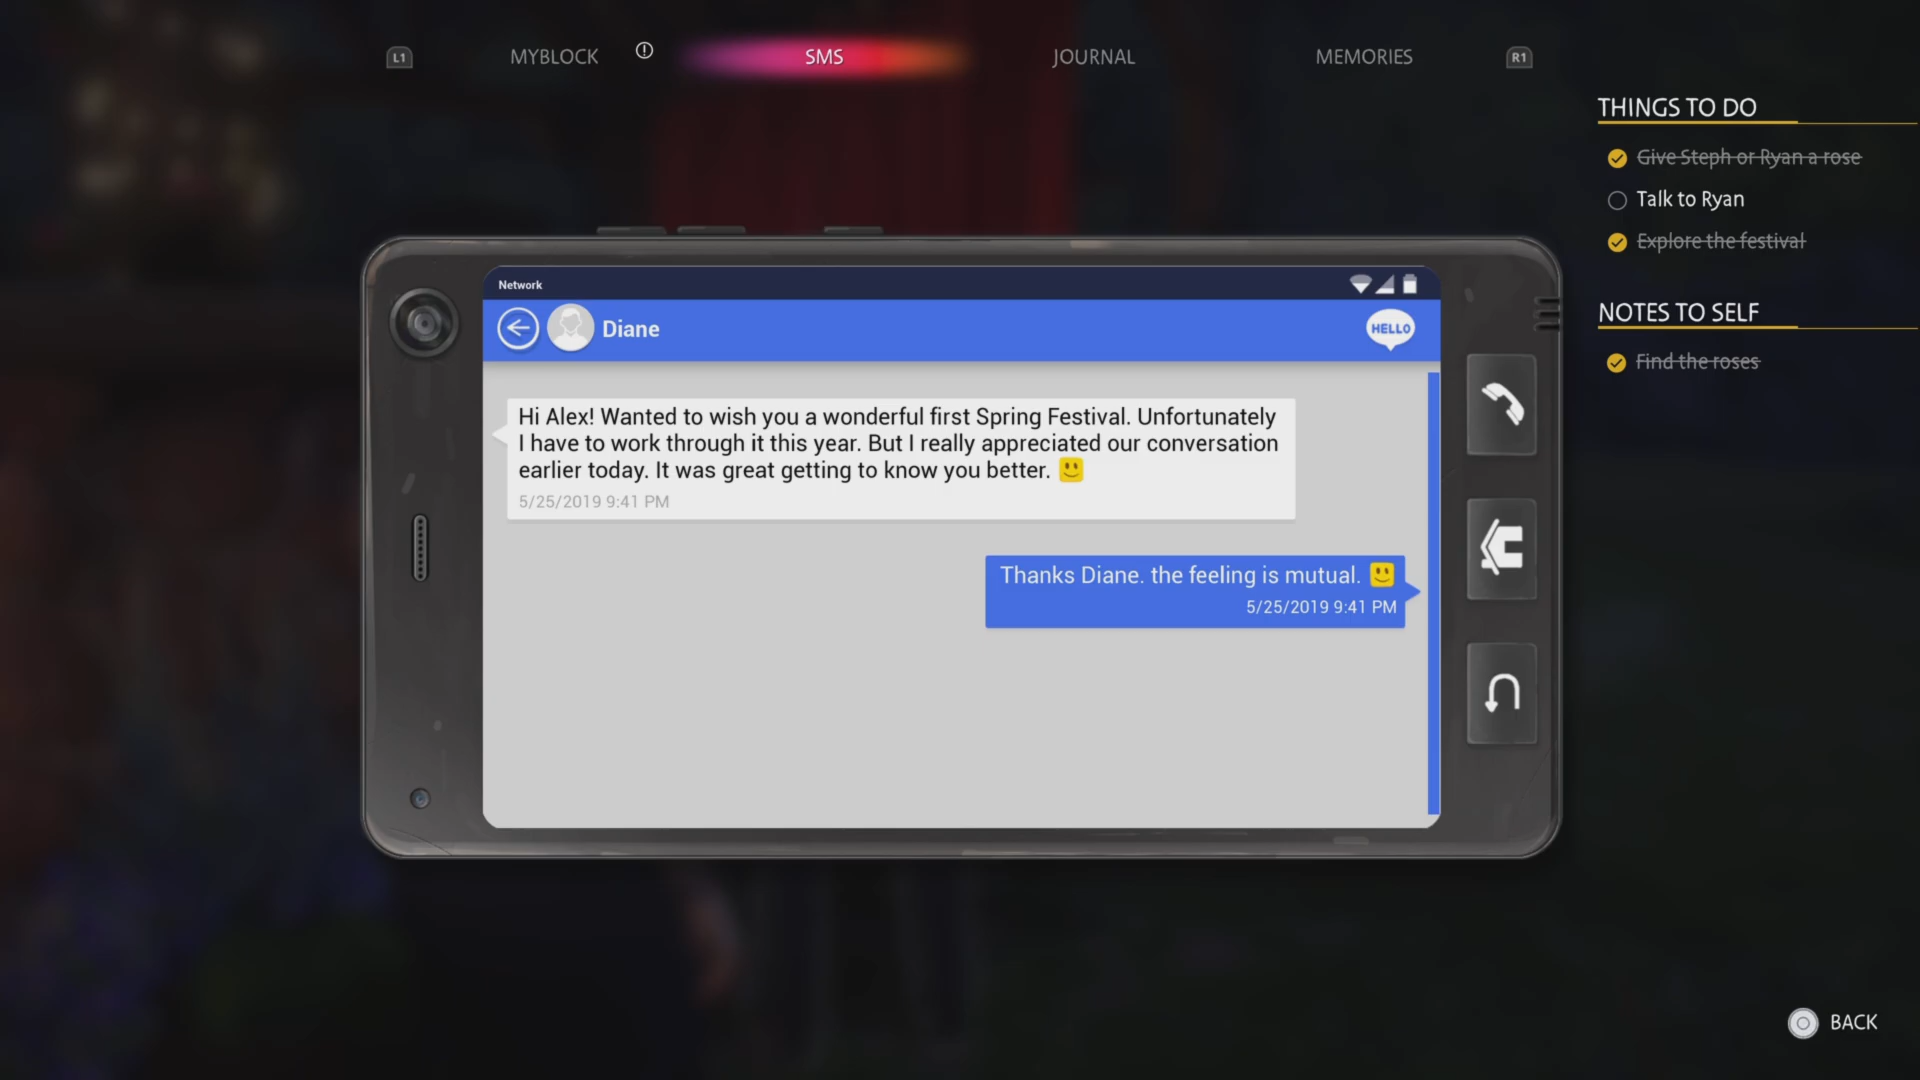 L1
MYBLOCK
SMS
JOURNAL
MEMORIES
R1
THINGS TO DO
Give Steph or Ryan a rose
Talk to Ryan
Explore the festival
NOTES TO SELF
Find the roses
Network
Diane
HELLO
Hi Alex! Wanted to wish you a wonderful first Spring Festival. Unfortunately
I have to work through it this year. But I really appreciated our conversation
earlier today. It was great getting to know you better. 🙂
5/25/2019 9:41 PM
Thanks Diane. the feeling is mutual. 🙂
5/25/2019 9:41 PM
BACK